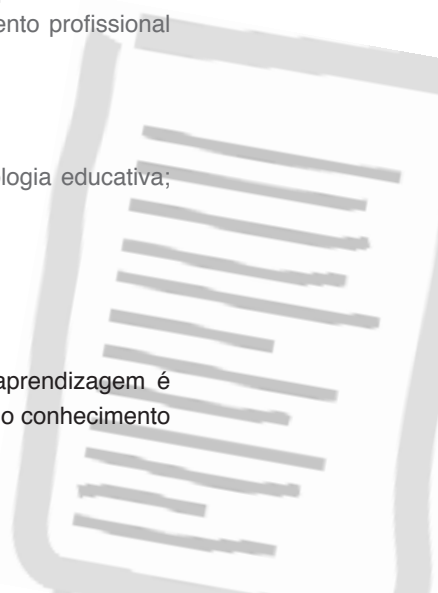 ento profissional
ologia educativa;
aprendizagem é
o conhecimento